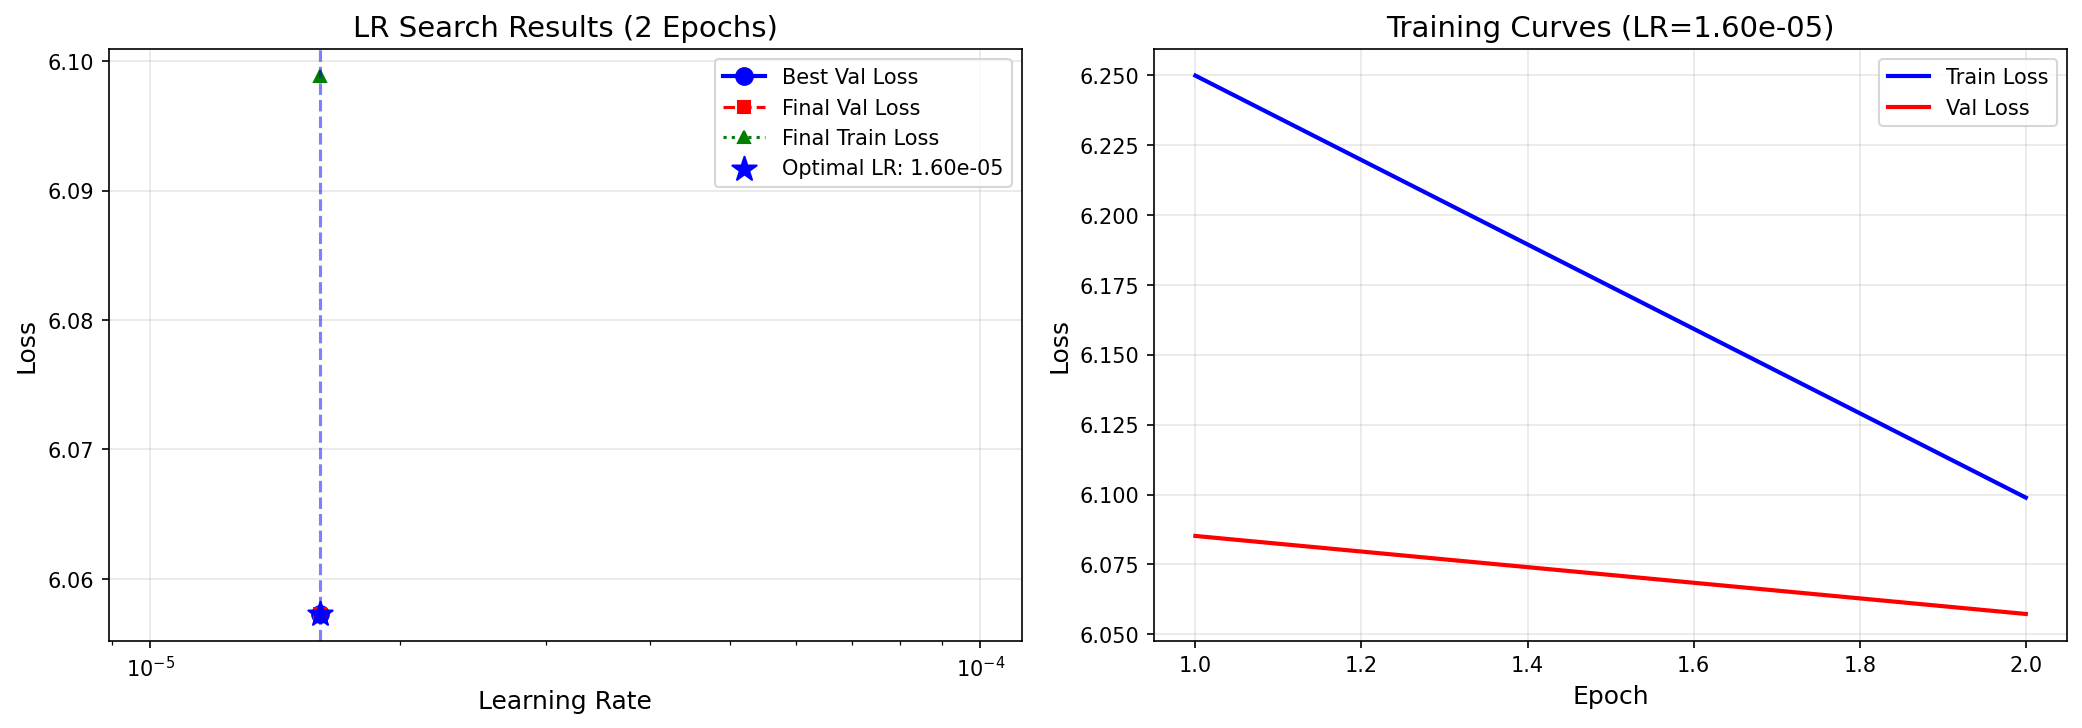 LR Search Results (2 Epochs)
6.10
6.09
6.08
6.07
6.06
Loss
10⁻⁵
10⁻⁴
Learning Rate
Best Val Loss
Final Val Loss
Final Train Loss
Optimal LR: 1.60e-05
Training Curves (LR=1.60e-05)
6.250
6.225
6.200
6.175
6.150
6.125
6.100
6.075
6.050
Loss
1.0
1.2
1.4
1.6
1.8
2.0
Epoch
Train Loss
Val Loss